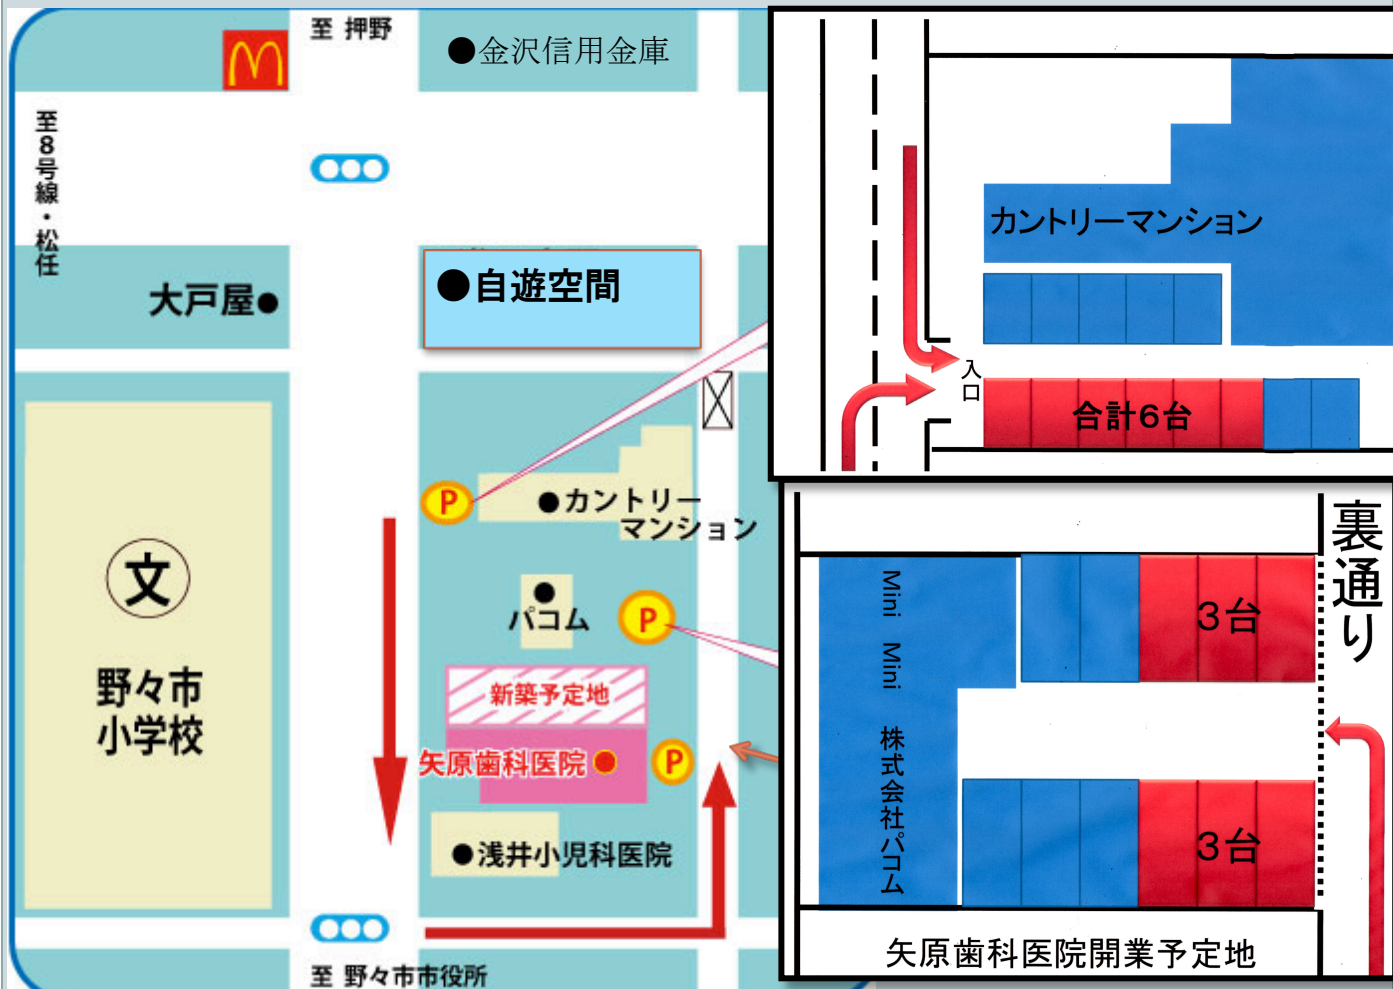 至 押野
●金沢信用金庫
至8号線・松任
大戸屋●
●自遊空間
P
●カントリー
マンション
●
パコム
P
文
野々市
小学校
新築予定地
矢原歯科医院●
P
●浅井小児科医院
至 野々市市役所
カントリーマンション
入口
合計6台
裏通り
Mini Mini 株式会社パコム
3台
3台
矢原歯科医院開業予定地